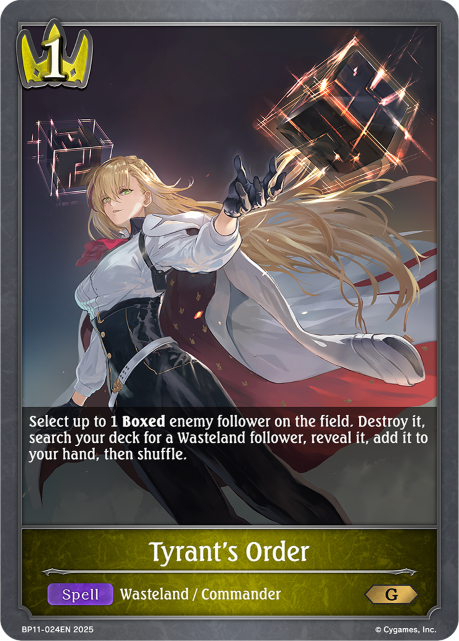 1
Select up to 1 Boxed enemy follower on the field. Destroy it,
search your deck for a Wasteland follower, reveal it, add it to
your hand, then shuffle.
Tyrant's Order
Spell Wasteland / Commander G
BP11-024EN 2025 © Cygames, Inc.